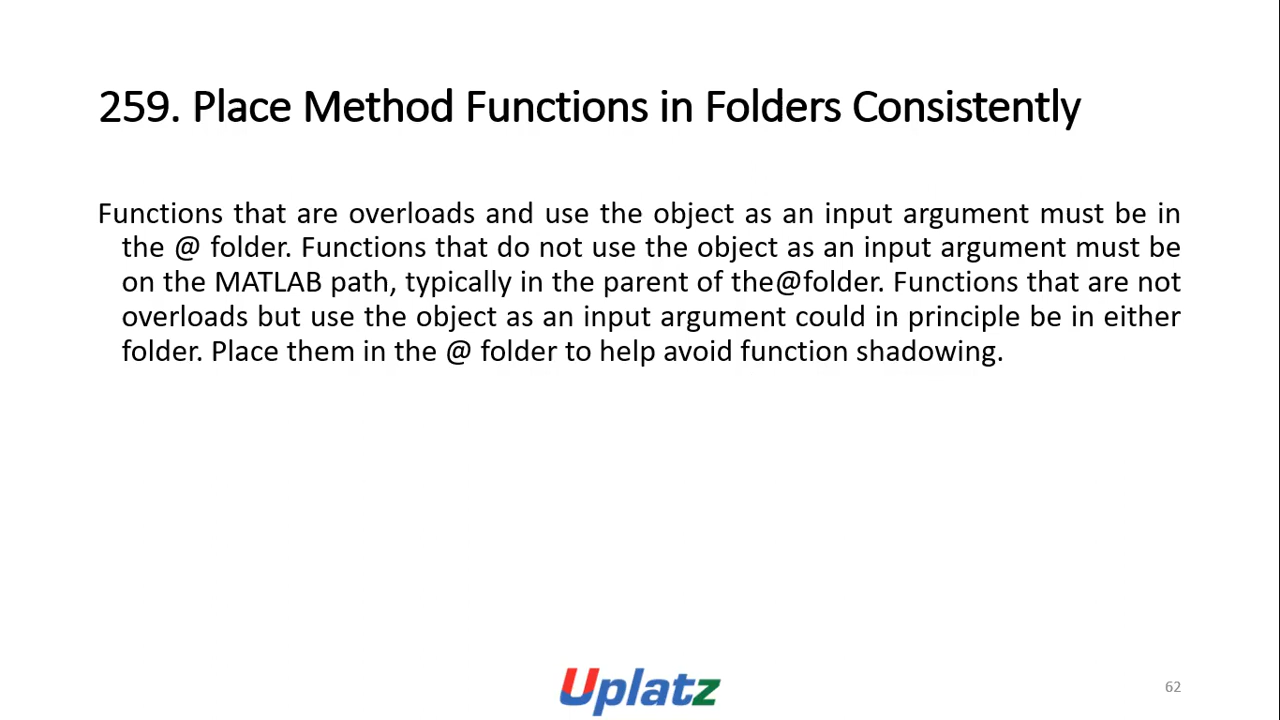 259. Place Method Functions in Folders Consistently
Functions that are overloads and use the object as an input argument must be in
the @ folder. Functions that do not use the object as an input argument must be
on the MATLAB path, typically in the parent of the@folder. Functions that are not
overloads but use the object as an input argument could in principle be in either
folder. Place them in the @ folder to help avoid function shadowing.
Uplatz
62